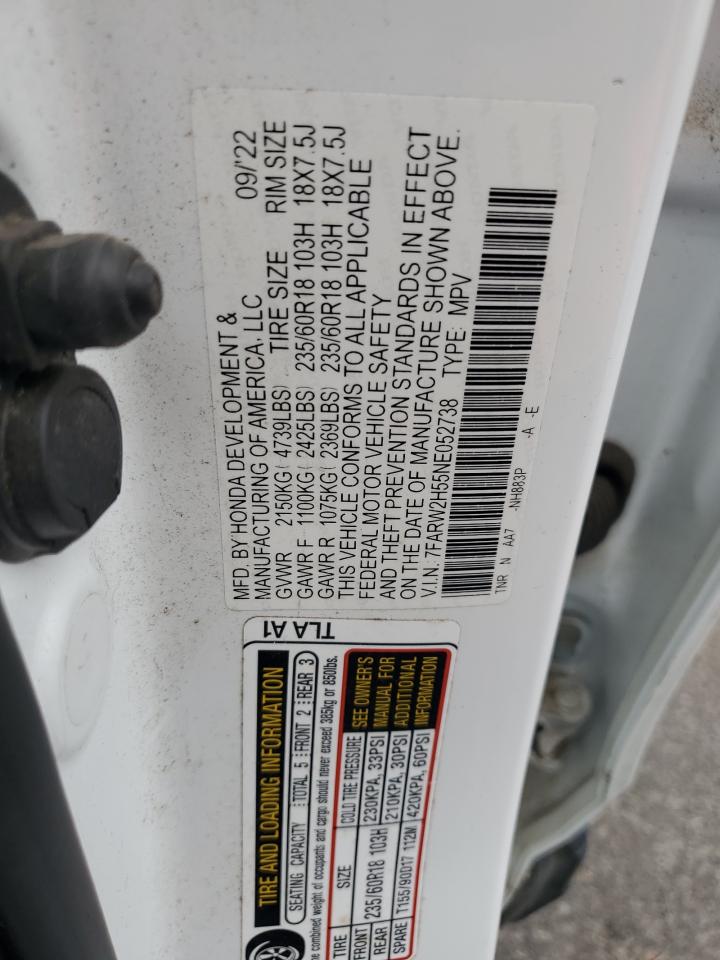 MFD. BY HONDA DEVELOPMENT & 09/'22
MANUFACTURING OF AMERICA, LLC
GVWR 2150KG( 4739LBS) TIRE SIZE RIM SIZE
GAWR F 1100KG( 2425LBS) 235/60R18 103H 18X7.5J
GAWR R 1075KG( 2369LBS) 235/60R18 103H 18X7.5J
THIS VEHICLE CONFORMS TO ALL APPLICABLE
FEDERAL MOTOR VEHICLE SAFETY
AND THEFT PREVENTION STANDARDS IN EFFECT
ON THE DATE OF MANUFACTURE SHOWN ABOVE.
V.I.N: 7FARW2H55NE052738 TYPE: MPV
TNR N AA7 -NH883P -A -E
TLA A1
TIRE AND LOADING INFORMATION
SEATING CAPACITY TOTAL 5 FRONT 2 REAR 3
combined weight of occupants and cargo should never exceed 385kg or 850lbs.
TIRE SIZE COLD TIRE PRESSURE
FRONT 235/60R18 103H 230KPA, 33PSI
REAR 210KPA, 30PSI
SPARE T155/90D17 112M 420KPA, 60PSI
SEE OWNER'S
MANUAL FOR
ADDITIONAL
INFORMATION